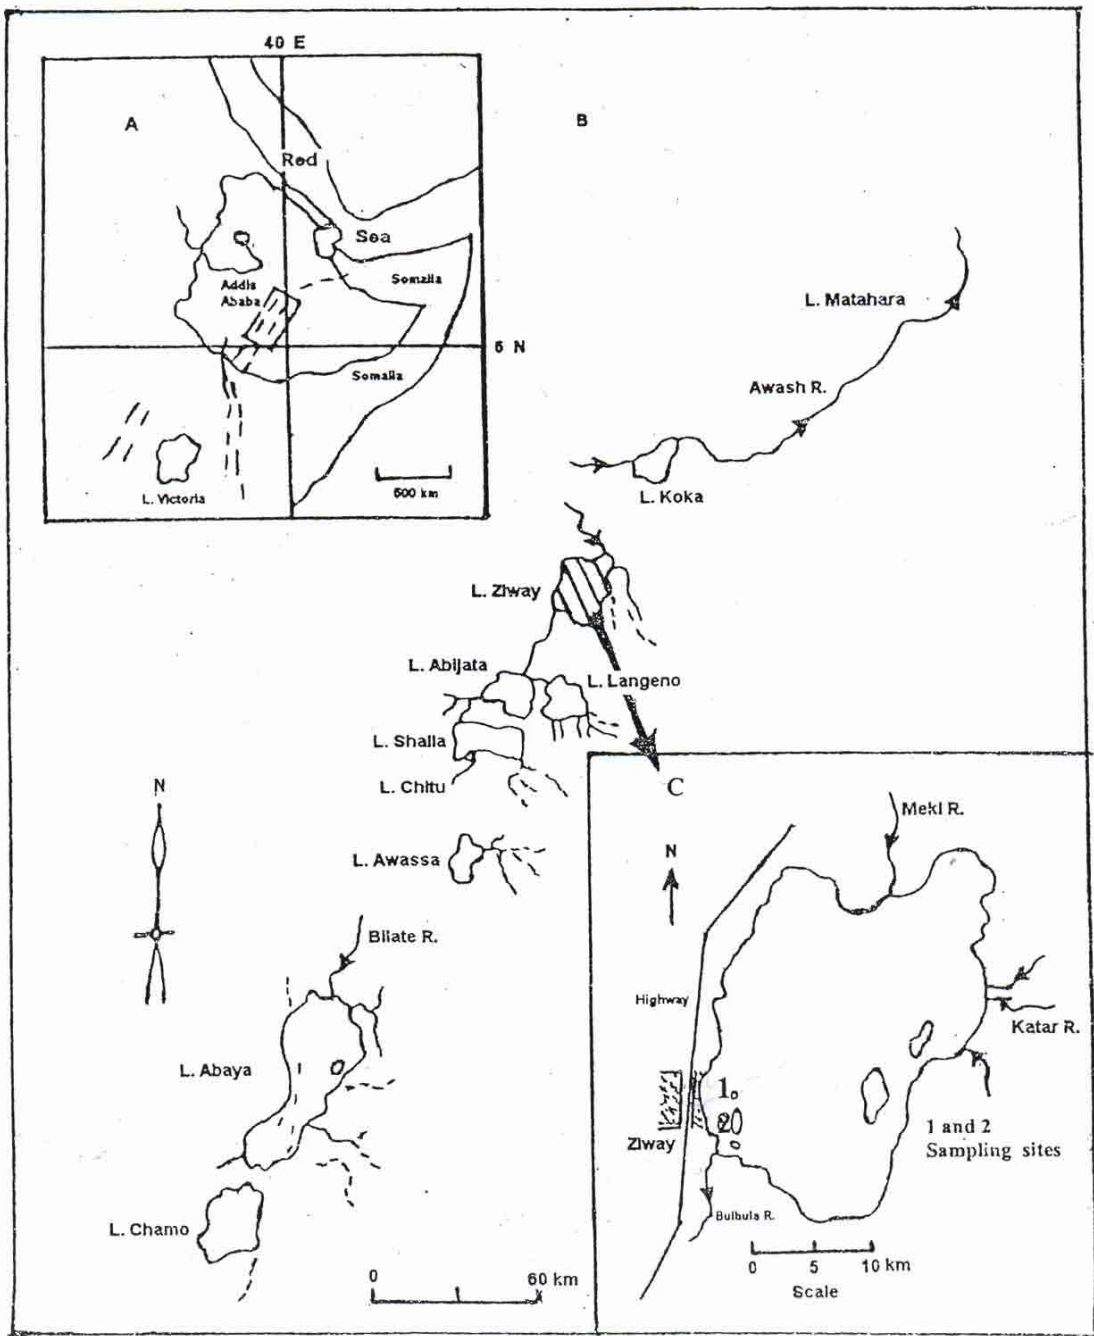 40 E
A
B
Red
Sea
Somalia
Addis
Ababa
6 N
Somalia
L. Victoria
500 km
L. Matahara
Awash R.
L. Koka
L. Ziway
L. Abijata
L. Langeno
L. Shalla
L. Chitu
L. Awassa
N
Bilate R.
L. Abaya
L. Chamo
0 60 km
C
Meki R.
N
Highway
Katar R.
1.
2
Ziway
1 and 2
Sampling sites
Bulbula R.
0 5 10 km
Scale